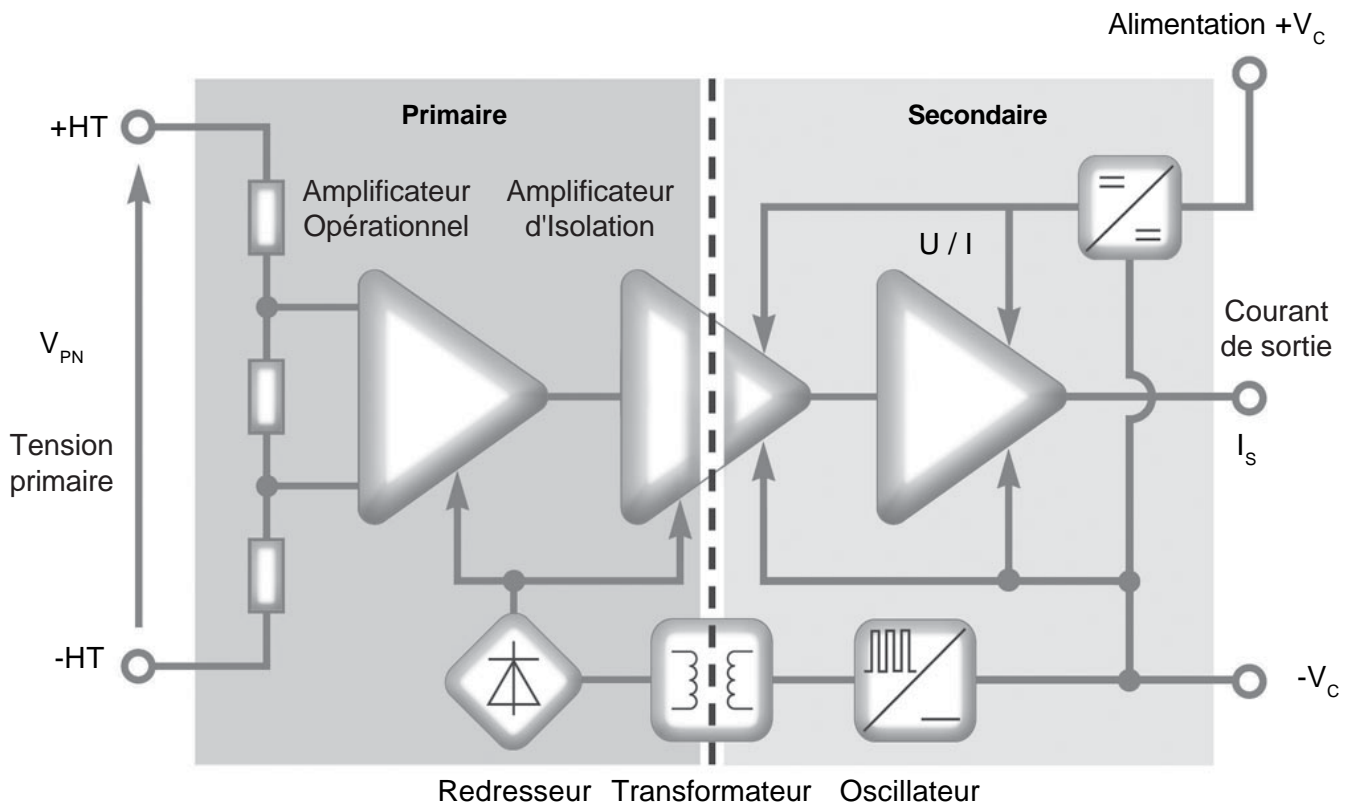 Alimentation +VC
+HT
Primaire
Secondaire
Amplificateur
Opérationnel
Amplificateur
d'Isolation
U / I
VPN
Courant
de sortie
Tension
primaire
IS
-HT
-VC
Redresseur
Transformateur
Oscillateur